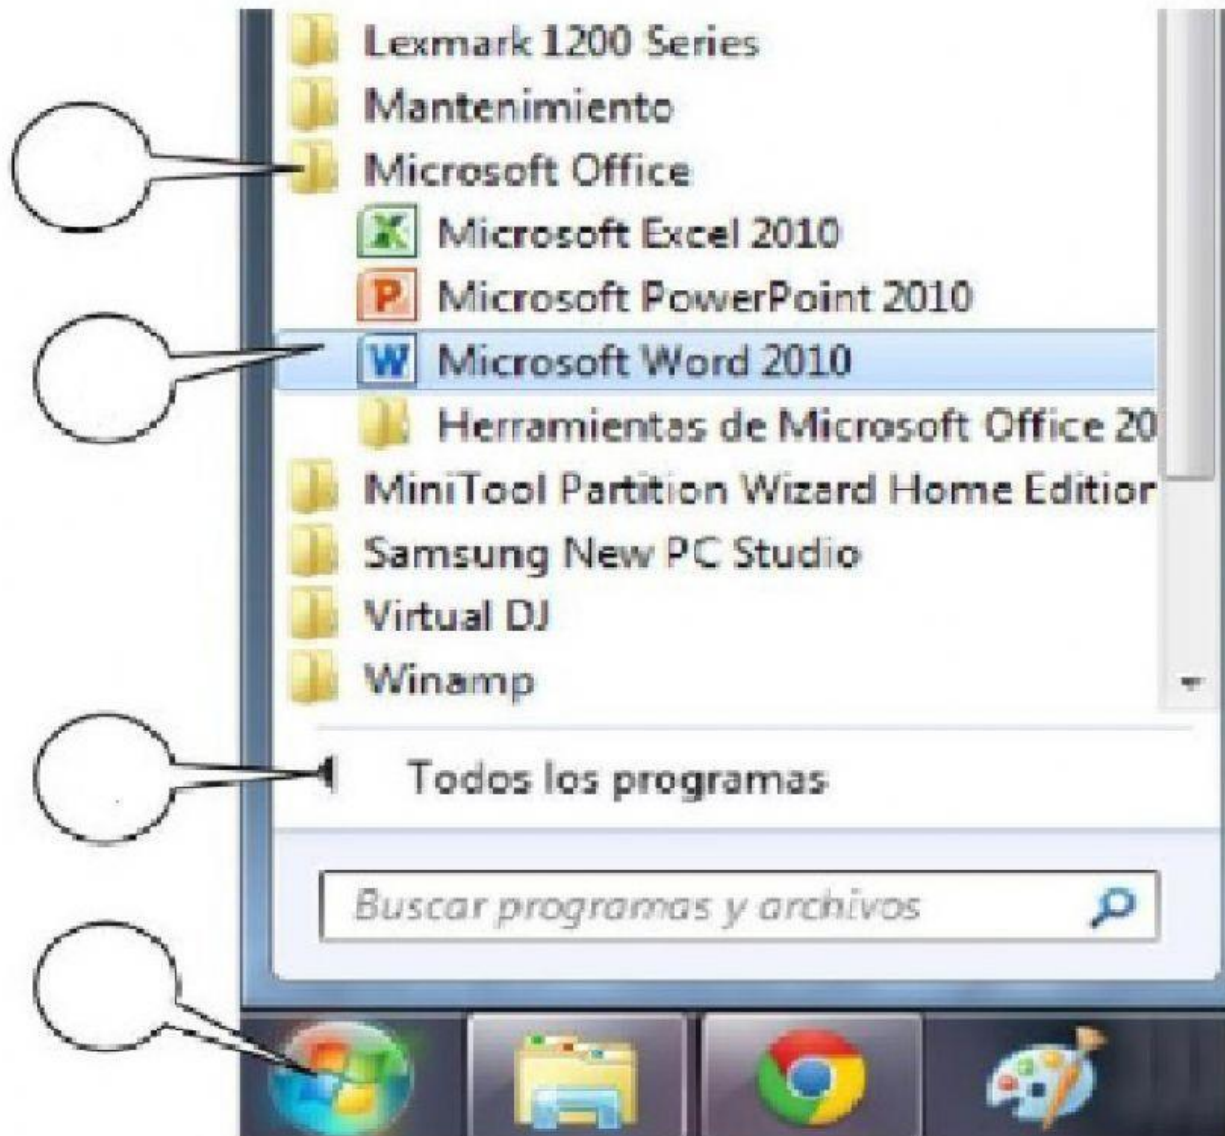 Lexmark 1200 Series
Mantenimiento
Microsoft Office
Microsoft Excel 2010
Microsoft PowerPoint 2010
Microsoft Word 2010
Herramientas de Microsoft Office 20
MiniTool Partition Wizard Home Edition
Samsung New PC Studio
Virtual DJ
Winamp
Todos los programas
Buscar programas y archivos